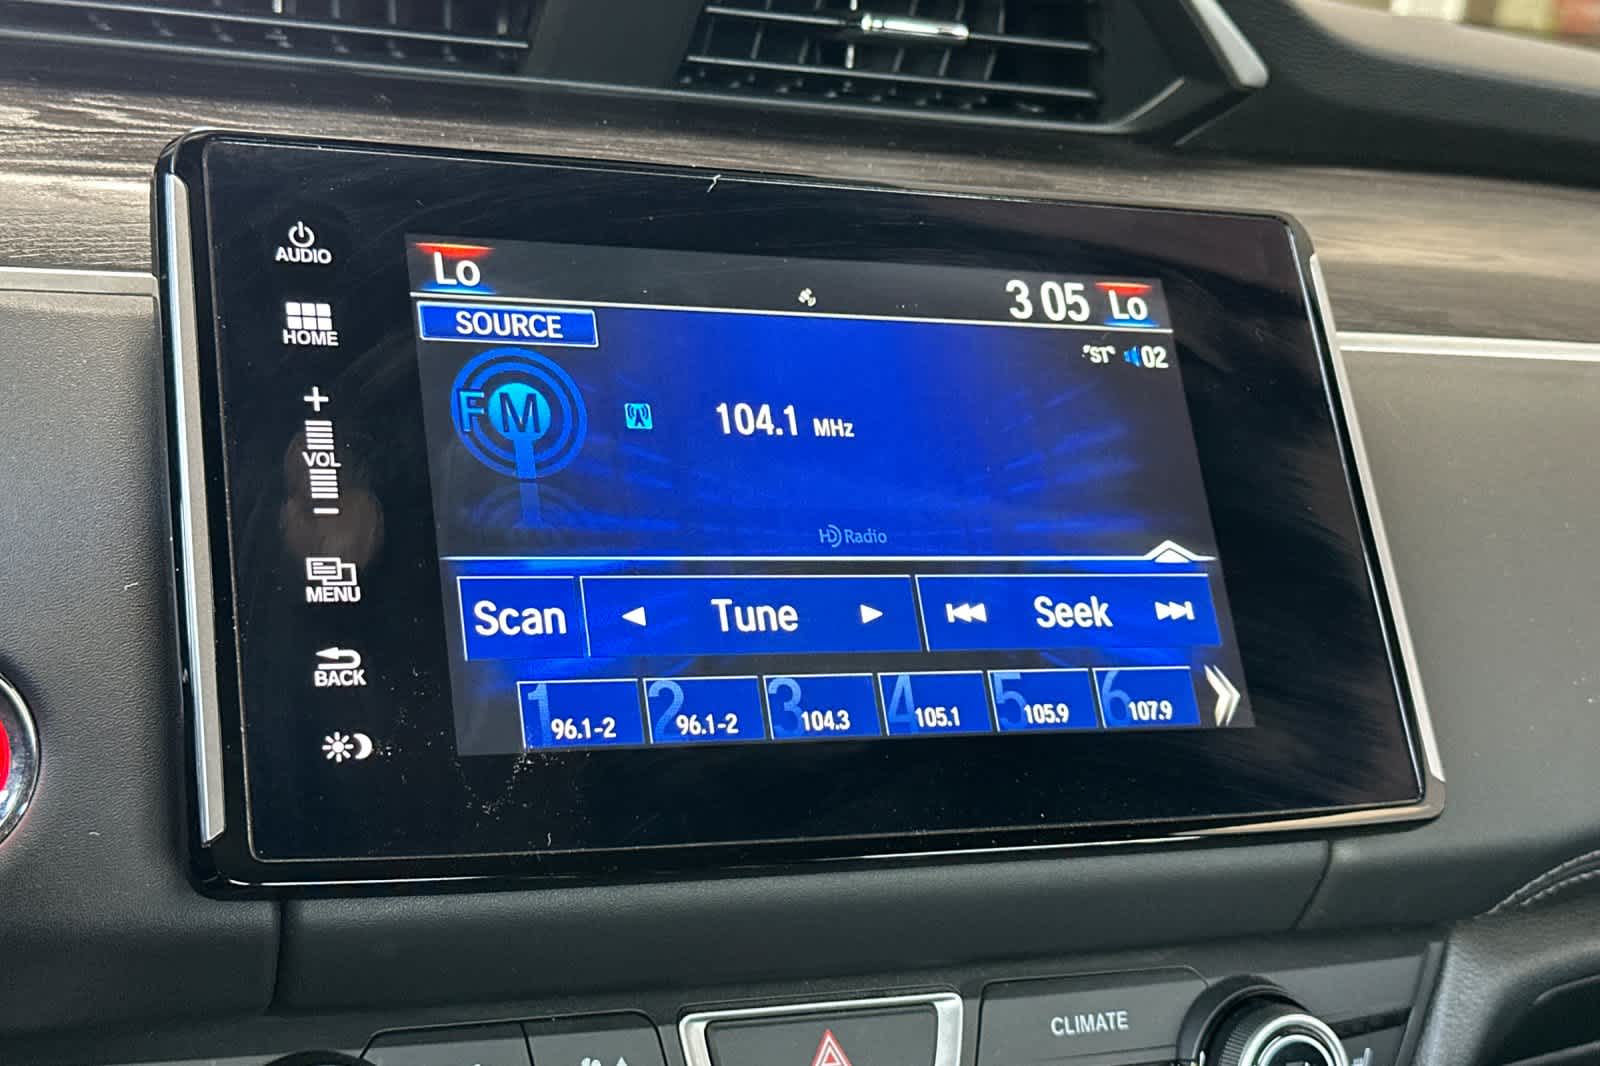 AUDIO
HOME
+
VOL
−
MENU
BACK
Lo
3 05
Lo
SOURCE
"ST"
02
FM
104.1 MHz
HD Radio
Scan
Tune
Seek
1 96.1-2
2 96.1-2
3 104.3
4 105.1
5 105.9
6 107.9
CLIMATE